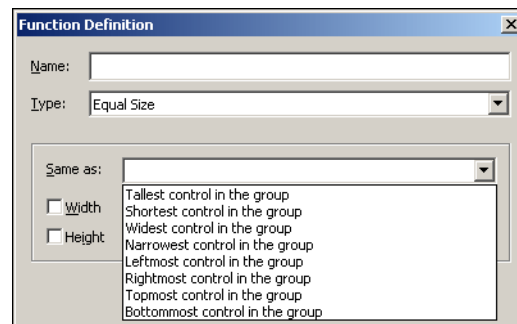 Function Definition
Name:
Type: Equal Size
Same as:
Tallest control in the group
Width
Shortest control in the group
Widest control in the group
Height
Narrowest control in the group
Leftmost control in the group
Rightmost control in the group
Topmost control in the group
Bottommost control in the group